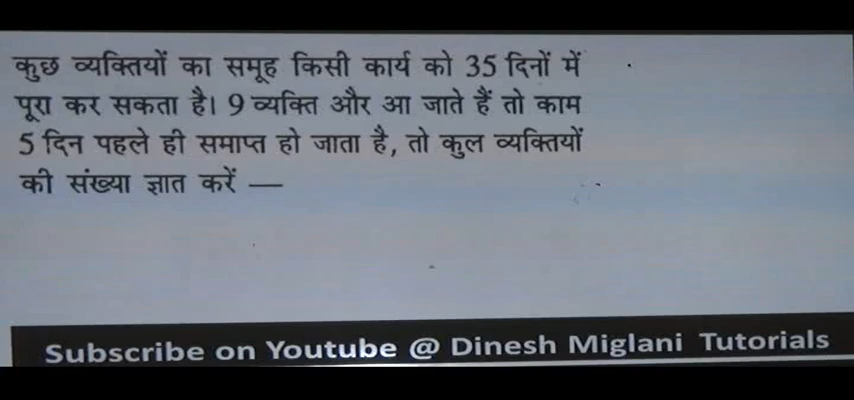 कुछ व्यक्तियों का समूह किसी कार्य को 35 दिनों में
पूरा कर सकता है। 9 व्यक्ति और आ जाते हैं तो काम
5 दिन पहले ही समाप्त हो जाता है, तो कुल व्यक्तियों
की संख्या ज्ञात करें —
Subscribe on Youtube @ Dinesh Miglani Tutorials